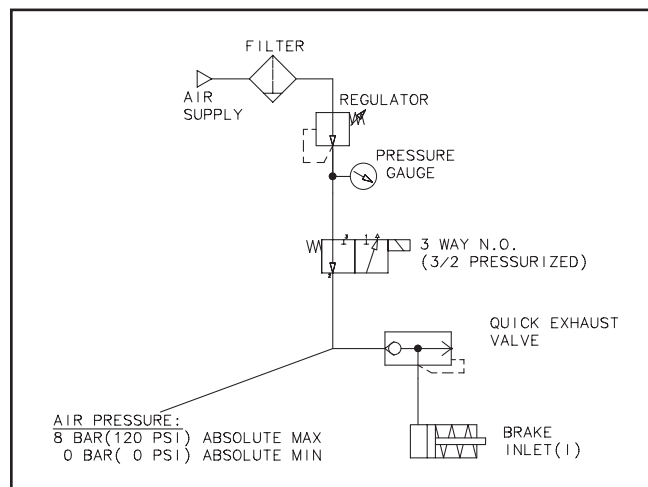 FILTER
AIR
SUPPLY
REGULATOR
PRESSURE
GAUGE
3 WAY N.O.
(3/2 PRESSURIZED)
QUICK EXHAUST
VALVE
AIR PRESSURE:
8 BAR(120 PSI) ABSOLUTE MAX
0 BAR( 0 PSI) ABSOLUTE MIN
BRAKE
INLET(1)